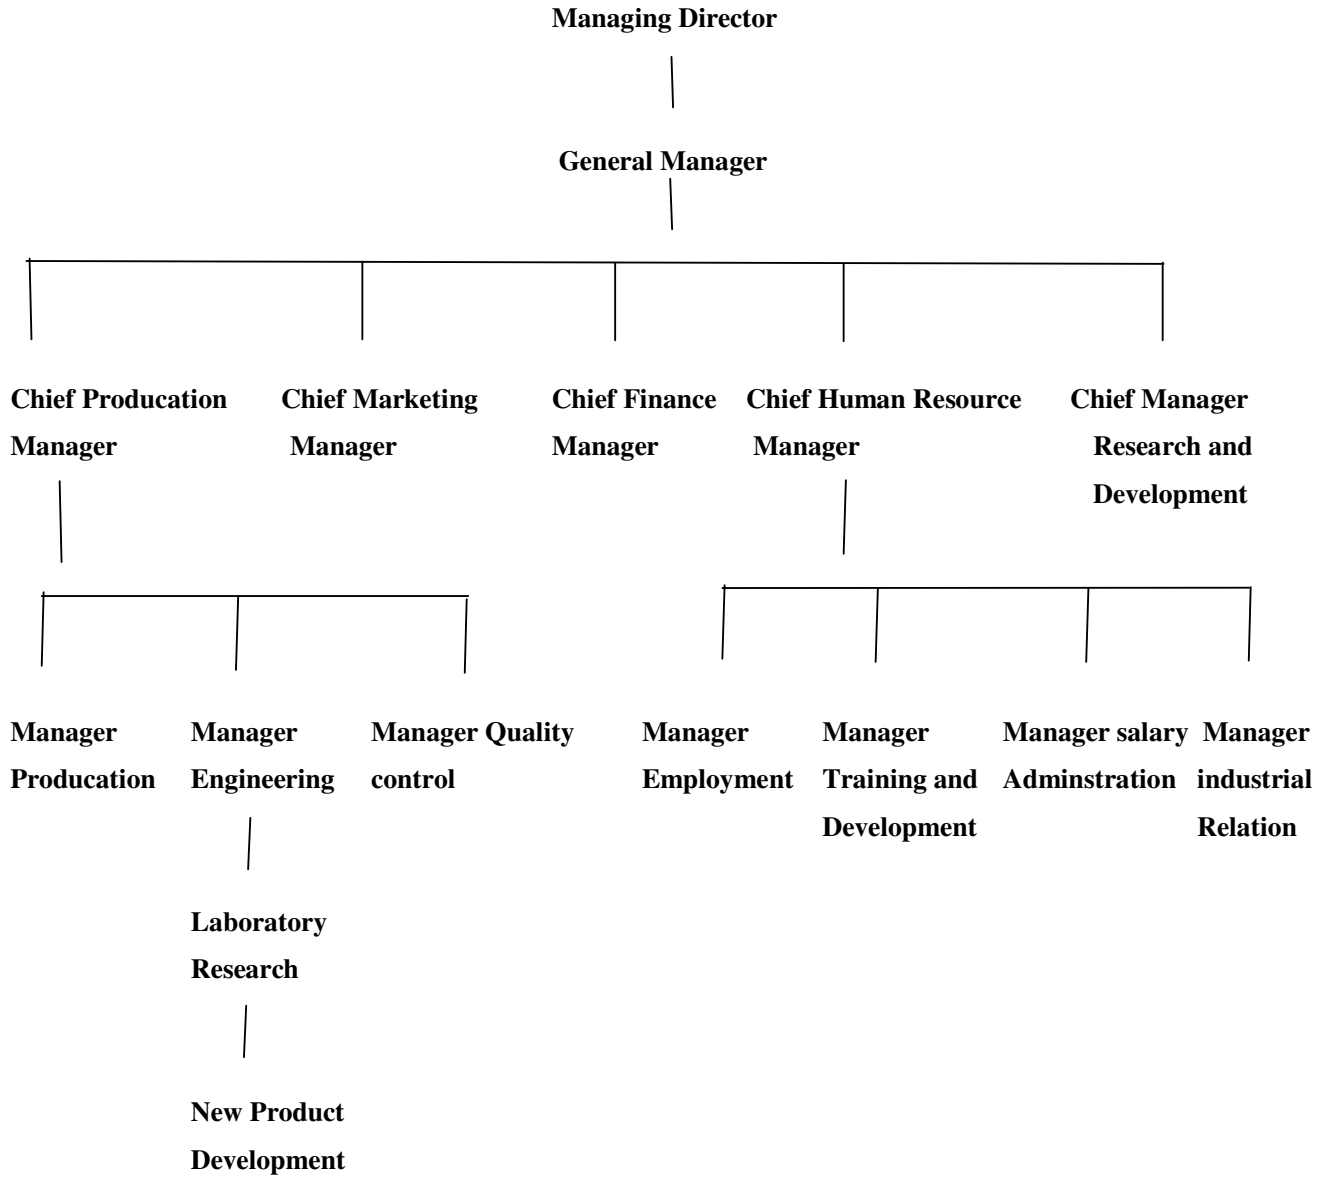 Managing Director
General Manager
Chief Producation
Manager
Chief Marketing
Manager
Chief Finance
Manager
Chief Human Resource
Manager
Chief Manager
Research and
Development
Manager
Producation
Manager
Engineering
Manager Quality
control
Manager
Employment
Manager
Training and
Development
Manager salary
Adminstration
Manager
industrial
Relation
Laboratory
Research
New Product
Development